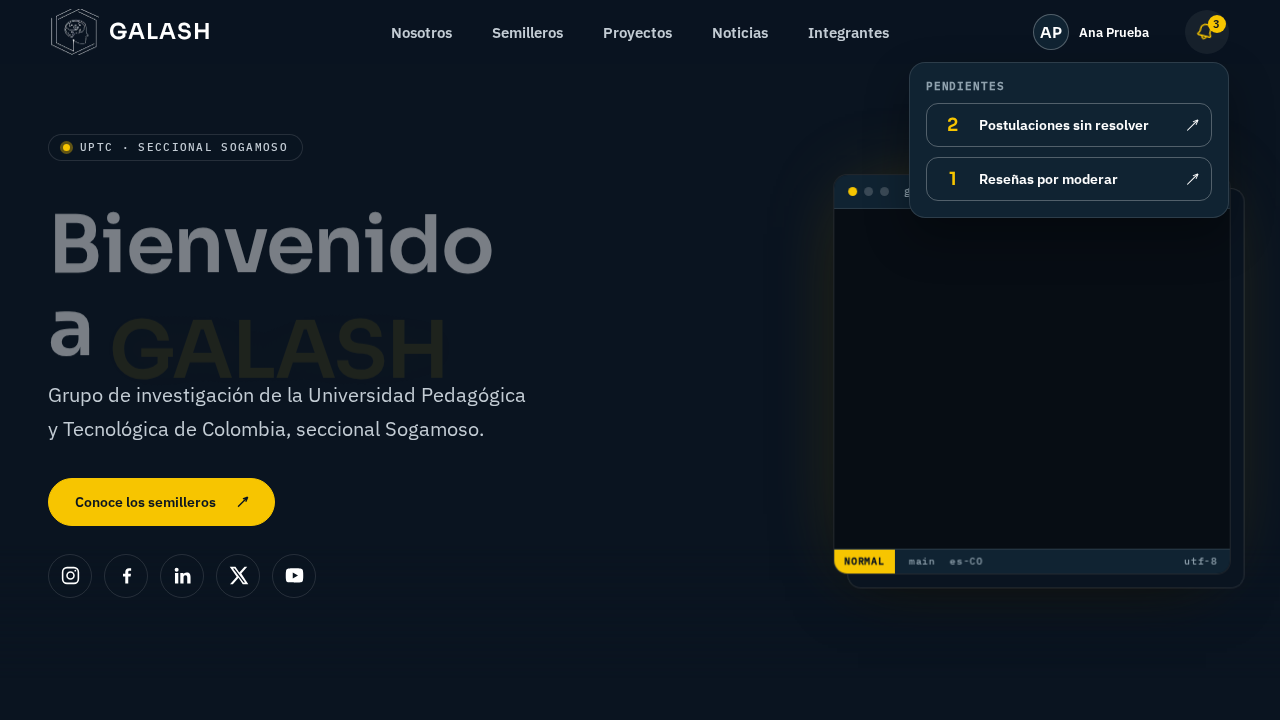 GALASH
Nosotros
Semilleros
Proyectos
Noticias
Integrantes
AP
Ana Prueba
3
PENDIENTES
2 Postulaciones sin resolver
1 Reseñas por moderar
UPTC · SECCIONAL SOGAMOSO
Bienvenido
a GALASH
Grupo de investigación de la Universidad Pedagógica
y Tecnológica de Colombia, seccional Sogamoso.
Conoce los semilleros
NORMAL main es-CO utf-8